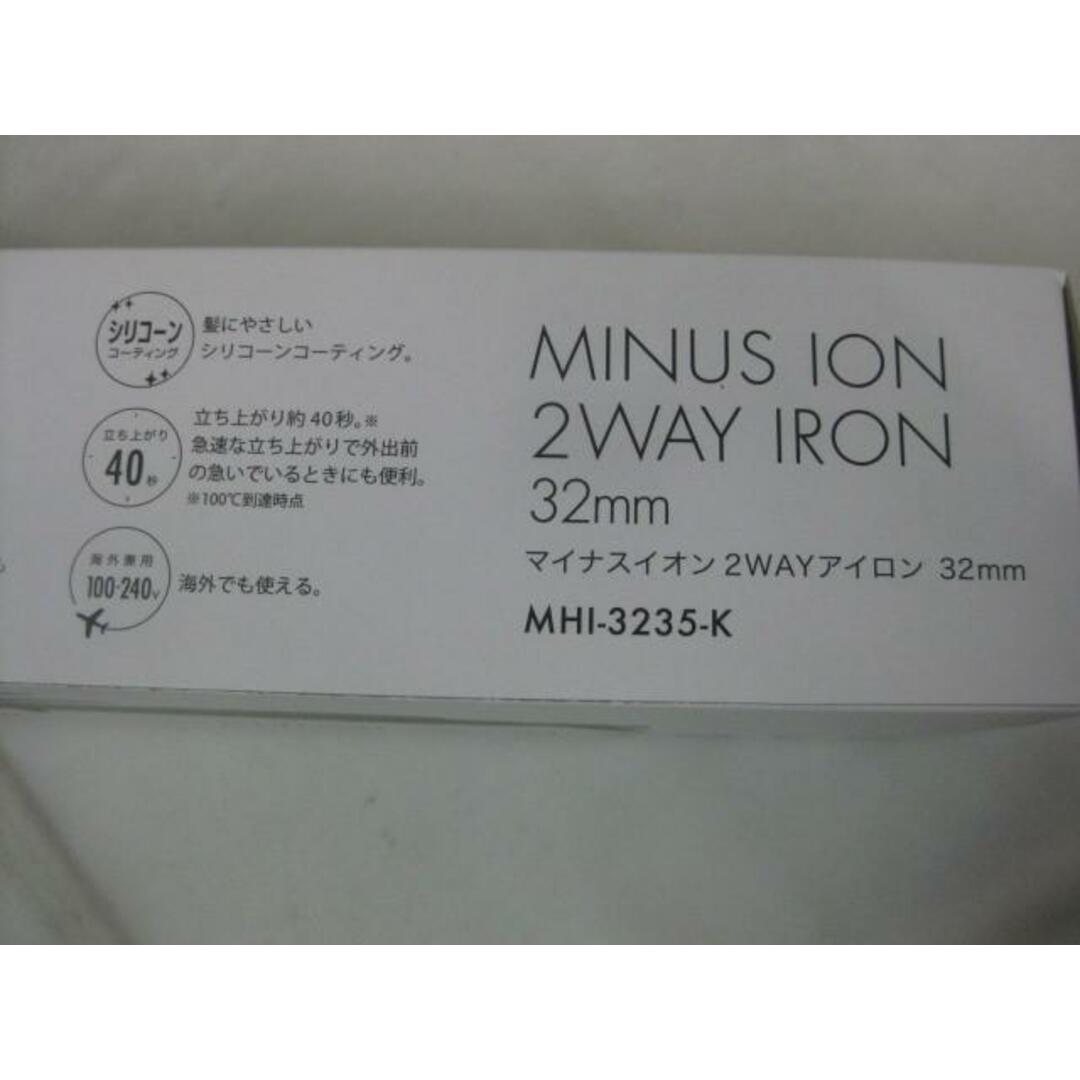 シリコーン
コーティング
髪にやさしい
シリコーンコーティング。
立ち上がり
40秒
立ち上がり約40秒。※
急速な立ち上がりで外出前
の急いでいるときにも便利。
※100℃到達時点
海外兼用
100-240V
海外でも使える。
MINUS ION
2WAY IRON
32mm
マイナスイオン 2WAYアイロン 32mm
MHI-3235-K